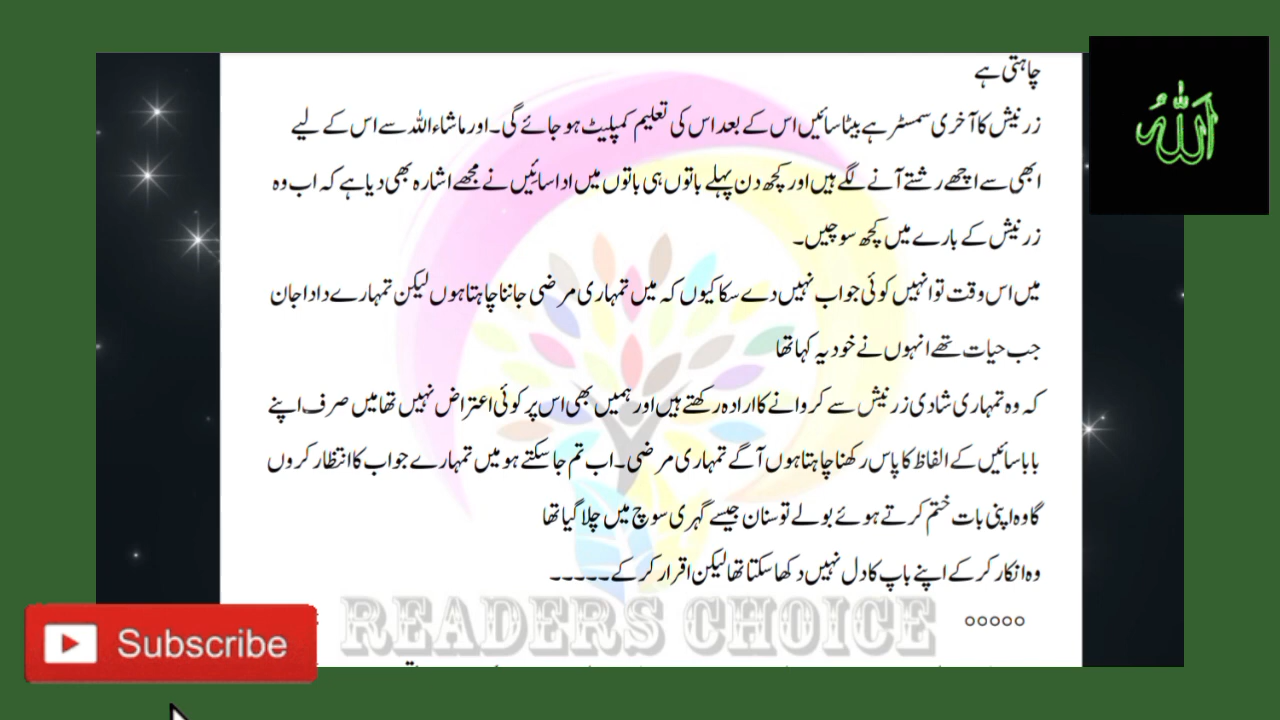 چاہتی ہے
زرنیش کا آخری سمسٹر ہے بیٹا سائیں اس کے بعد اس کی تعلیم کمپلیٹ ہو جائے گی۔ اور ماشاءاللہ سے اس کے لیے
ابھی سے اچھے رشتے آنے لگے ہیں اور کچھ دن پہلے باتوں ہی باتوں میں ادا سائیں نے مجھے اشارہ بھی دیا ہے کہ اب وہ
زرنیش کے بارے میں کچھ سوچیں۔
میں اس وقت تو انہیں کوئی جواب نہیں دے سکا کیوں کہ میں تمہاری مرضی جاننا چاہتا ہوں لیکن تمہارے دادا جان
جب حیات تھے انہوں نے خود یہ کہا تھا
کہ وہ تمہاری شادی زرنیش سے کروانے کا ارادہ رکھتے ہیں اور ہمیں بھی اس پر کوئی اعتراض نہیں تھا میں صرف اپنے
بابا سائیں کے الفاظ کا پاس رکھنا چاہتا ہوں آگے تمہاری مرضی۔ اب تم جا سکتے ہو میں تمہارے جواب کا انتظار کروں
گا وہ اپنی بات ختم کرتے ہوئے بولے تو سنان جیسے گہری سوچ میں چلا گیا تھا
وہ انکار کر کے اپنے باپ کا دل نہیں دکھا سکتا تھا لیکن اقرار کر کے۔۔۔۔۔
○○○○○
READERS CHOICE
Subscribe
اللہ